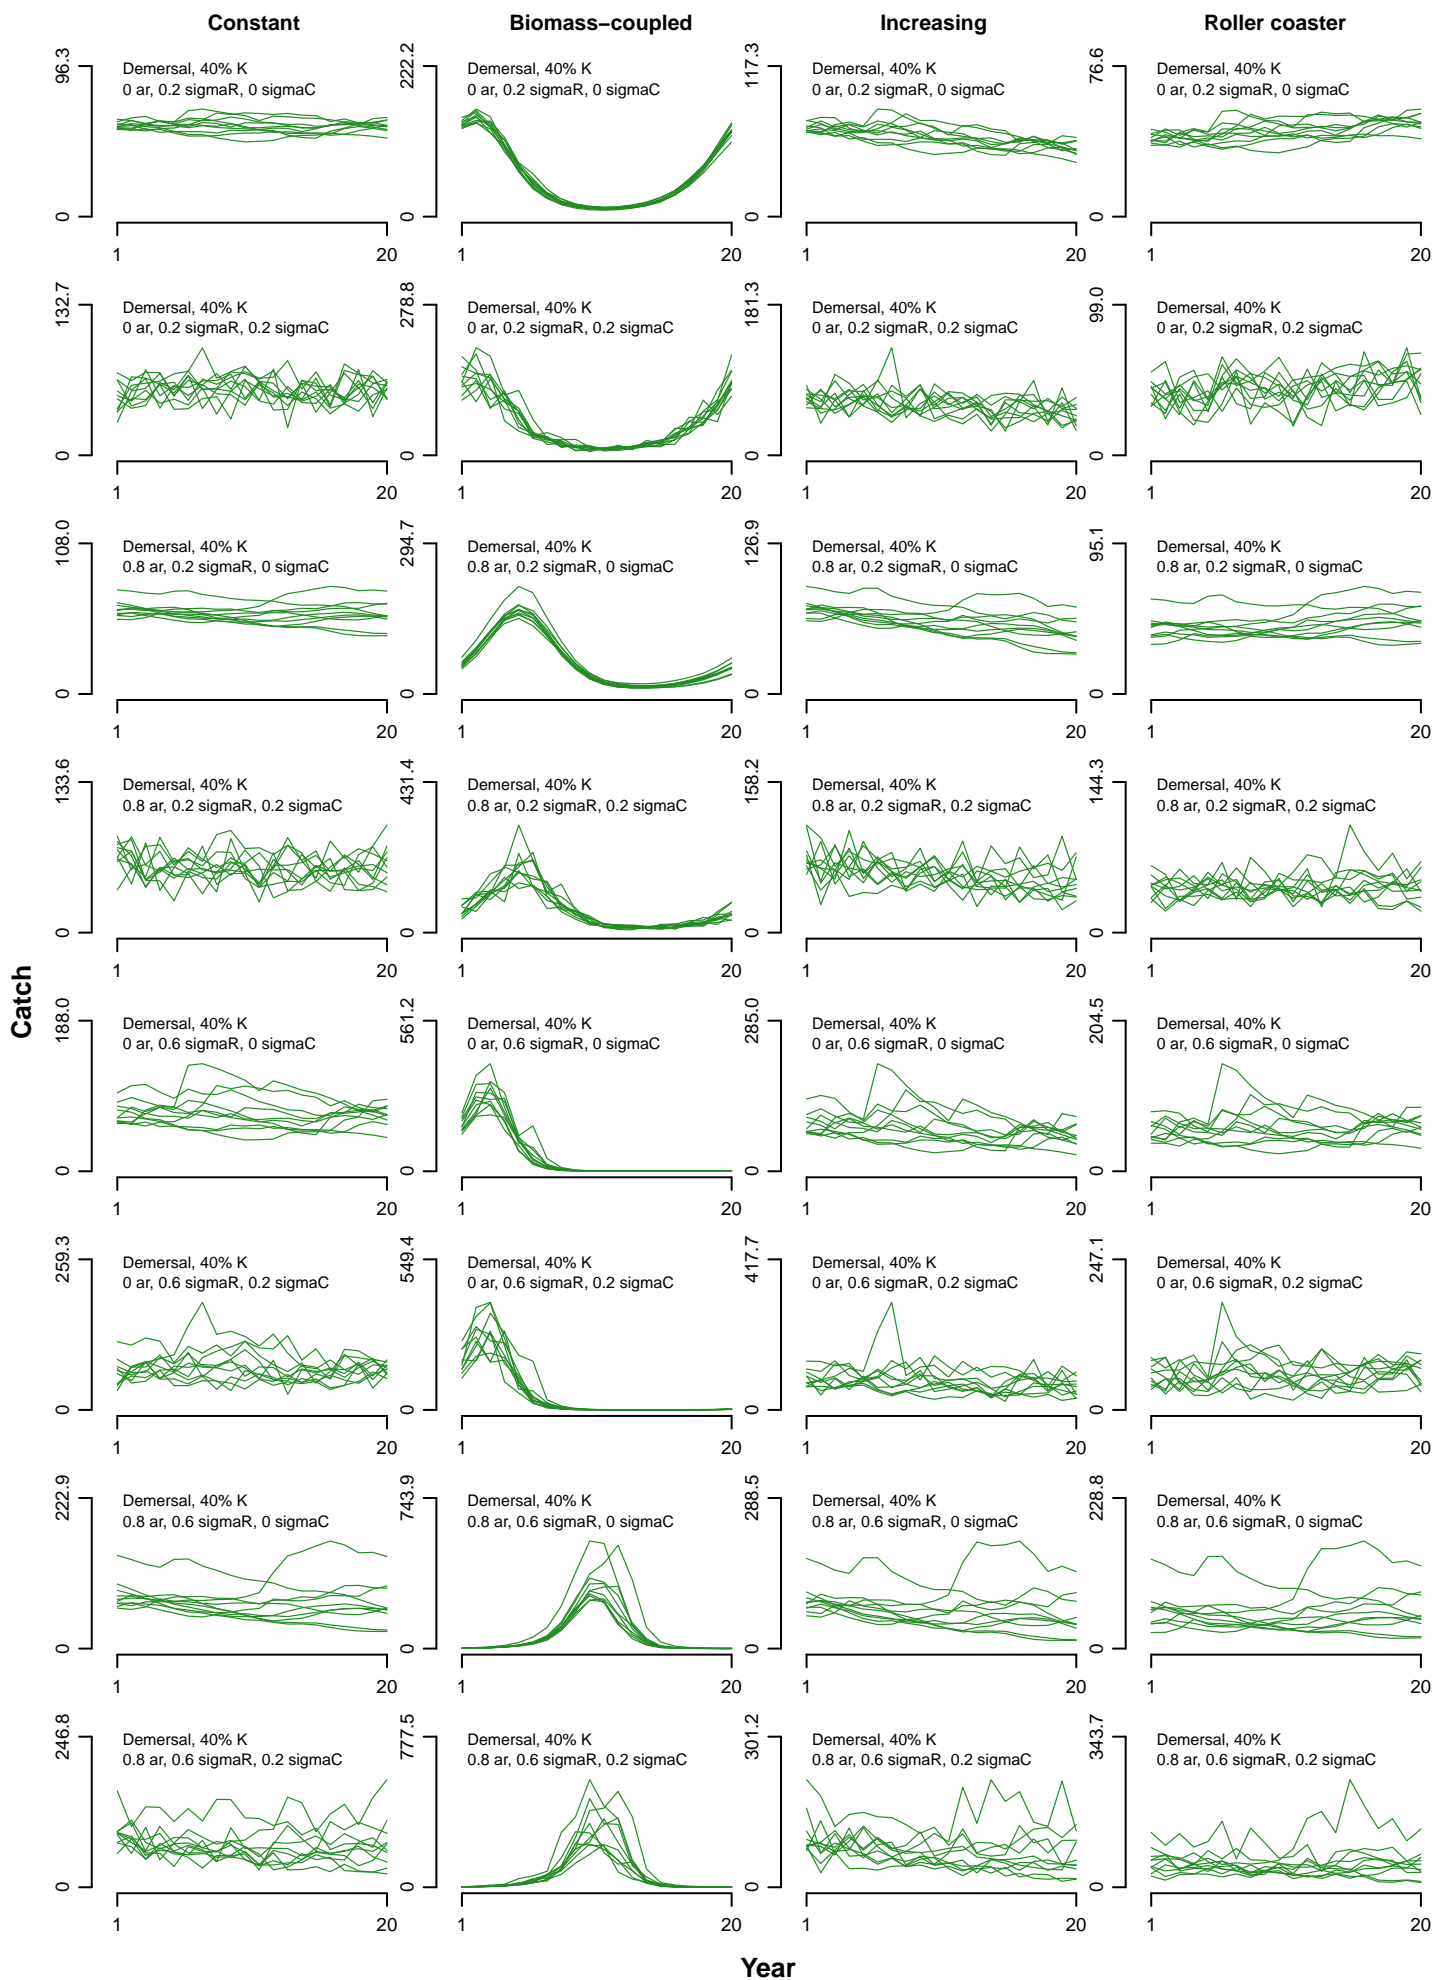 Constant Biomass−coupled Increasing Roller coaster
96.3 222.2 117.3 76.6
Demersal, 40% K Demersal, 40% K Demersal, 40% K Demersal, 40% K
0 ar, 0.2 sigmaR, 0 sigmaC 0 ar, 0.2 sigmaR, 0 sigmaC 0 ar, 0.2 sigmaR, 0 sigmaC 0 ar, 0.2 sigmaR, 0 sigmaC
0 0 0 0
1 20 1 20 1 20 1 20
132.7 278.8 181.3 99.0
Demersal, 40% K Demersal, 40% K Demersal, 40% K Demersal, 40% K
0 ar, 0.2 sigmaR, 0.2 sigmaC 0 ar, 0.2 sigmaR, 0.2 sigmaC 0 ar, 0.2 sigmaR, 0.2 sigmaC 0 ar, 0.2 sigmaR, 0.2 sigmaC
0 0 0 0
1 20 1 20 1 20 1 20
108.0 294.7 126.9 95.1
Demersal, 40% K Demersal, 40% K Demersal, 40% K Demersal, 40% K
0.8 ar, 0.2 sigmaR, 0 sigmaC 0.8 ar, 0.2 sigmaR, 0 sigmaC 0.8 ar, 0.2 sigmaR, 0 sigmaC 0.8 ar, 0.2 sigmaR, 0 sigmaC
0 0 0 0
1 20 1 20 1 20 1 20
133.6 431.4 158.2 144.3
Demersal, 40% K Demersal, 40% K Demersal, 40% K Demersal, 40% K
0.8 ar, 0.2 sigmaR, 0.2 sigmaC 0.8 ar, 0.2 sigmaR, 0.2 sigmaC 0.8 ar, 0.2 sigmaR, 0.2 sigmaC 0.8 ar, 0.2 sigmaR, 0.2 sigmaC
0 0 0 0
1 20 1 20 1 20 1 20
Catch
188.0 561.2 285.0 204.5
Demersal, 40% K Demersal, 40% K Demersal, 40% K Demersal, 40% K
0 ar, 0.6 sigmaR, 0 sigmaC 0 ar, 0.6 sigmaR, 0 sigmaC 0 ar, 0.6 sigmaR, 0 sigmaC 0 ar, 0.6 sigmaR, 0 sigmaC
0 0 0 0
1 20 1 20 1 20 1 20
259.3 549.4 417.7 247.1
Demersal, 40% K Demersal, 40% K Demersal, 40% K Demersal, 40% K
0 ar, 0.6 sigmaR, 0.2 sigmaC 0 ar, 0.6 sigmaR, 0.2 sigmaC 0 ar, 0.6 sigmaR, 0.2 sigmaC 0 ar, 0.6 sigmaR, 0.2 sigmaC
0 0 0 0
1 20 1 20 1 20 1 20
222.9 743.9 288.5 228.8
Demersal, 40% K Demersal, 40% K Demersal, 40% K Demersal, 40% K
0.8 ar, 0.6 sigmaR, 0 sigmaC 0.8 ar, 0.6 sigmaR, 0 sigmaC 0.8 ar, 0.6 sigmaR, 0 sigmaC 0.8 ar, 0.6 sigmaR, 0 sigmaC
0 0 0 0
1 20 1 20 1 20 1 20
246.8 777.5 301.2 343.7
Demersal, 40% K Demersal, 40% K Demersal, 40% K Demersal, 40% K
0.8 ar, 0.6 sigmaR, 0.2 sigmaC 0.8 ar, 0.6 sigmaR, 0.2 sigmaC 0.8 ar, 0.6 sigmaR, 0.2 sigmaC 0.8 ar, 0.6 sigmaR, 0.2 sigmaC
0 0 0 0
1 20 1 20 1 20 1 20
Year